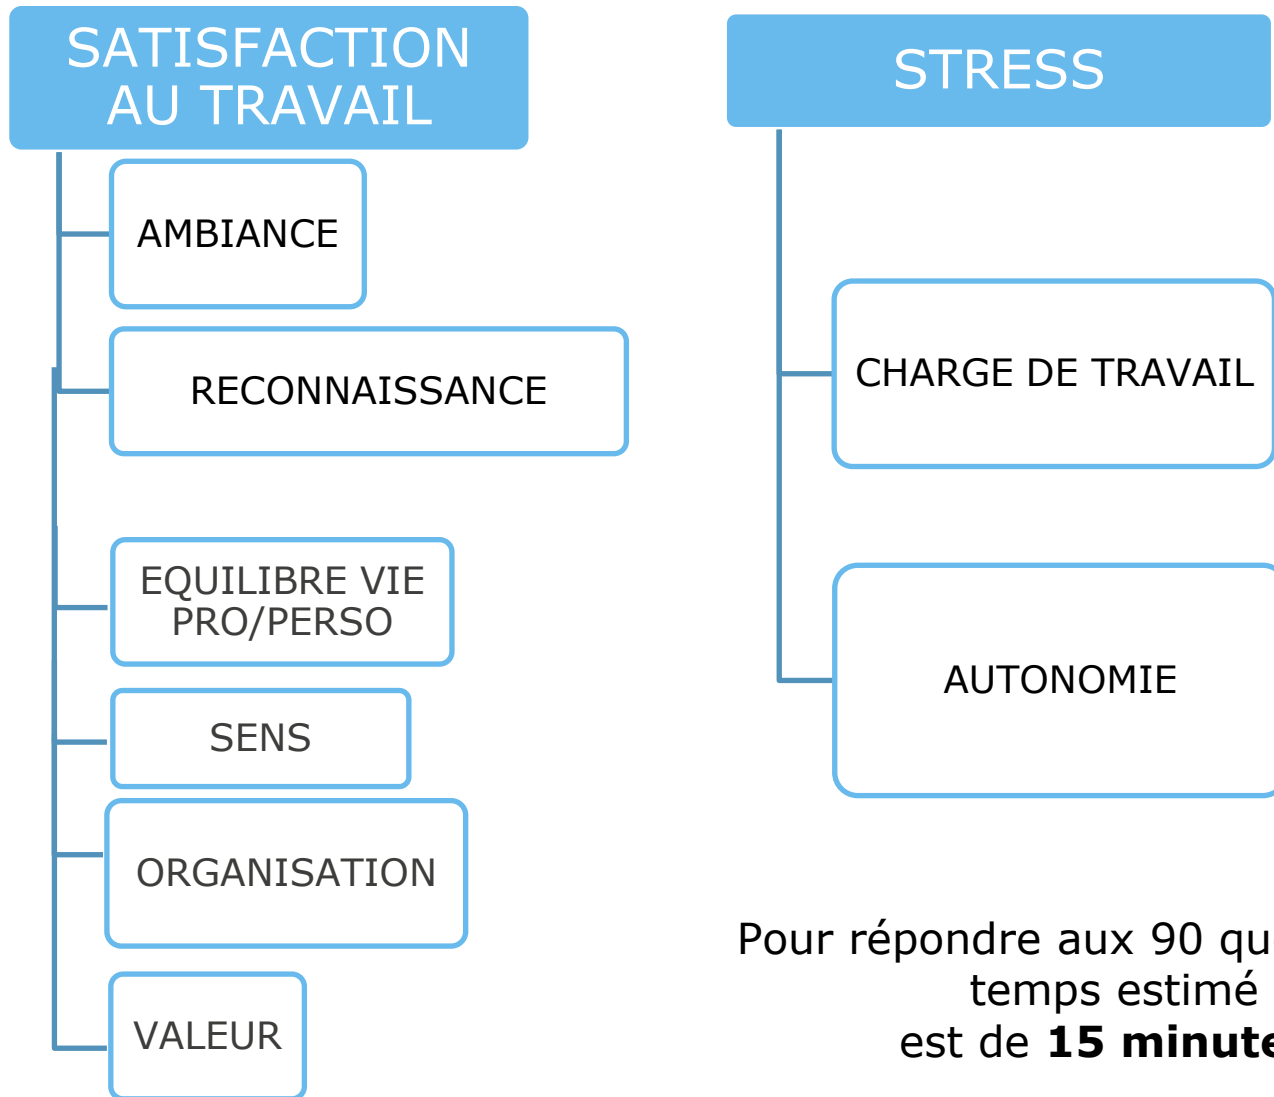 SATISFACTION
AU TRAVAIL
AMBIANCE
RECONNAISSANCE
EQUILIBRE VIE
PRO/PERSO
SENS
ORGANISATION
VALEUR
STRESS
CHARGE DE TRAVAIL
AUTONOMIE
Pour répondre aux 90
temps estimé
est de 15